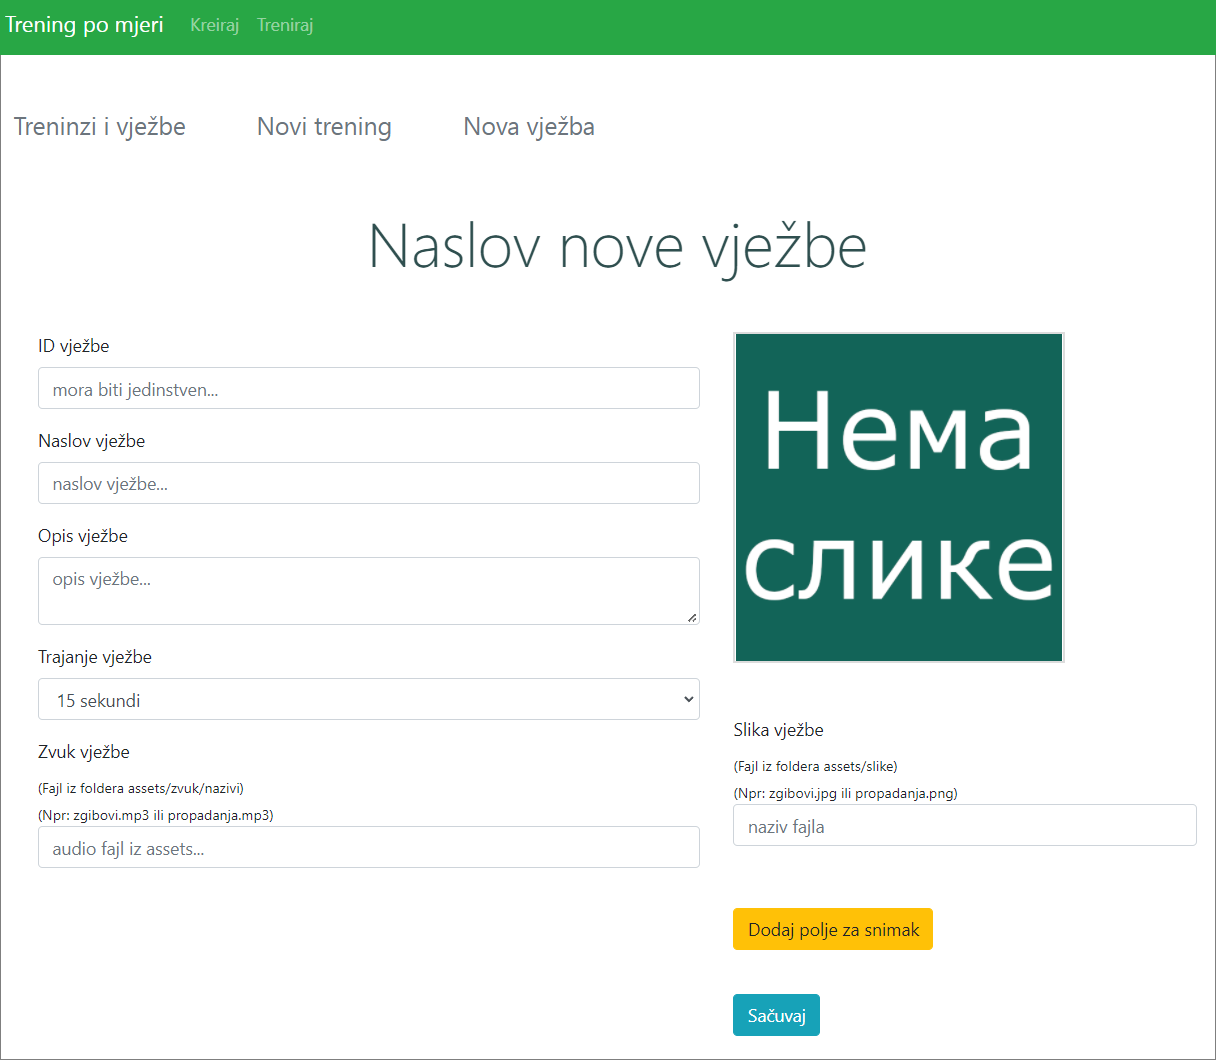 Trening po mjeri Kreiraj Treniraj
Treninzi i vježbe Novi trening Nova vježba
Naslov nove vježbe
ID vježbe
mora biti jedinstven...
Naslov vježbe
naslov vježbe...
Opis vježbe
opis vježbe...
Trajanje vježbe
15 sekundi
Zvuk vježbe
(Fajl iz foldera assets/zvuk/nazivi)
(Npr: zgibovi.mp3 ili propadanja.mp3)
audio fajl iz assets...
Нема
слике
Slika vježbe
(Fajl iz foldera assets/slike)
(Npr: zgibovi.jpg ili propadanja.png)
naziv fajla
Dodaj polje za snimak
Sačuvaj